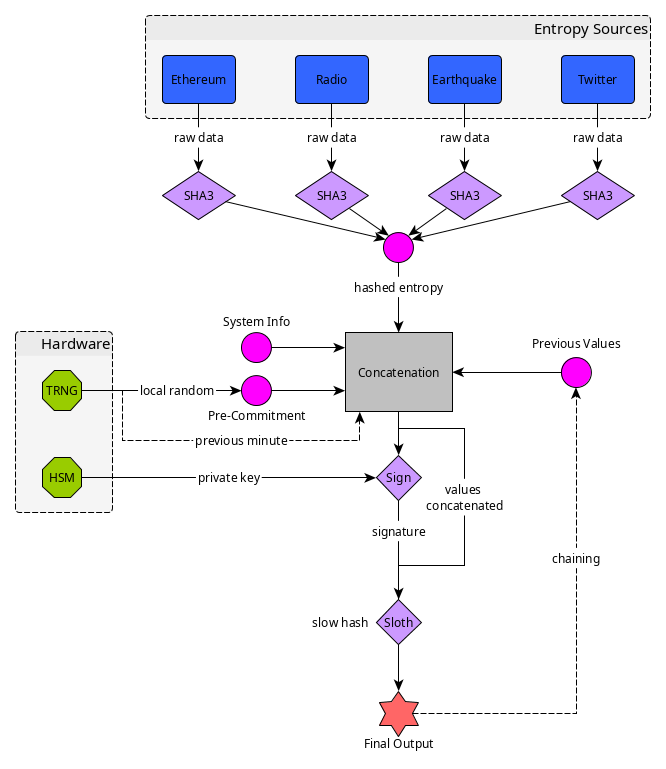 Entropy Sources
Ethereum
Radio
Earthquake
Twitter
raw data
raw data
raw data
raw data
SHA3
SHA3
SHA3
SHA3
hashed entropy
System Info
Hardware
Previous Values
Concatenation
TRNG
local random
Pre-Commitment
previous minute
HSM
private key
Sign
values
concatenated
signature
chaining
slow hash
Sloth
Final Output